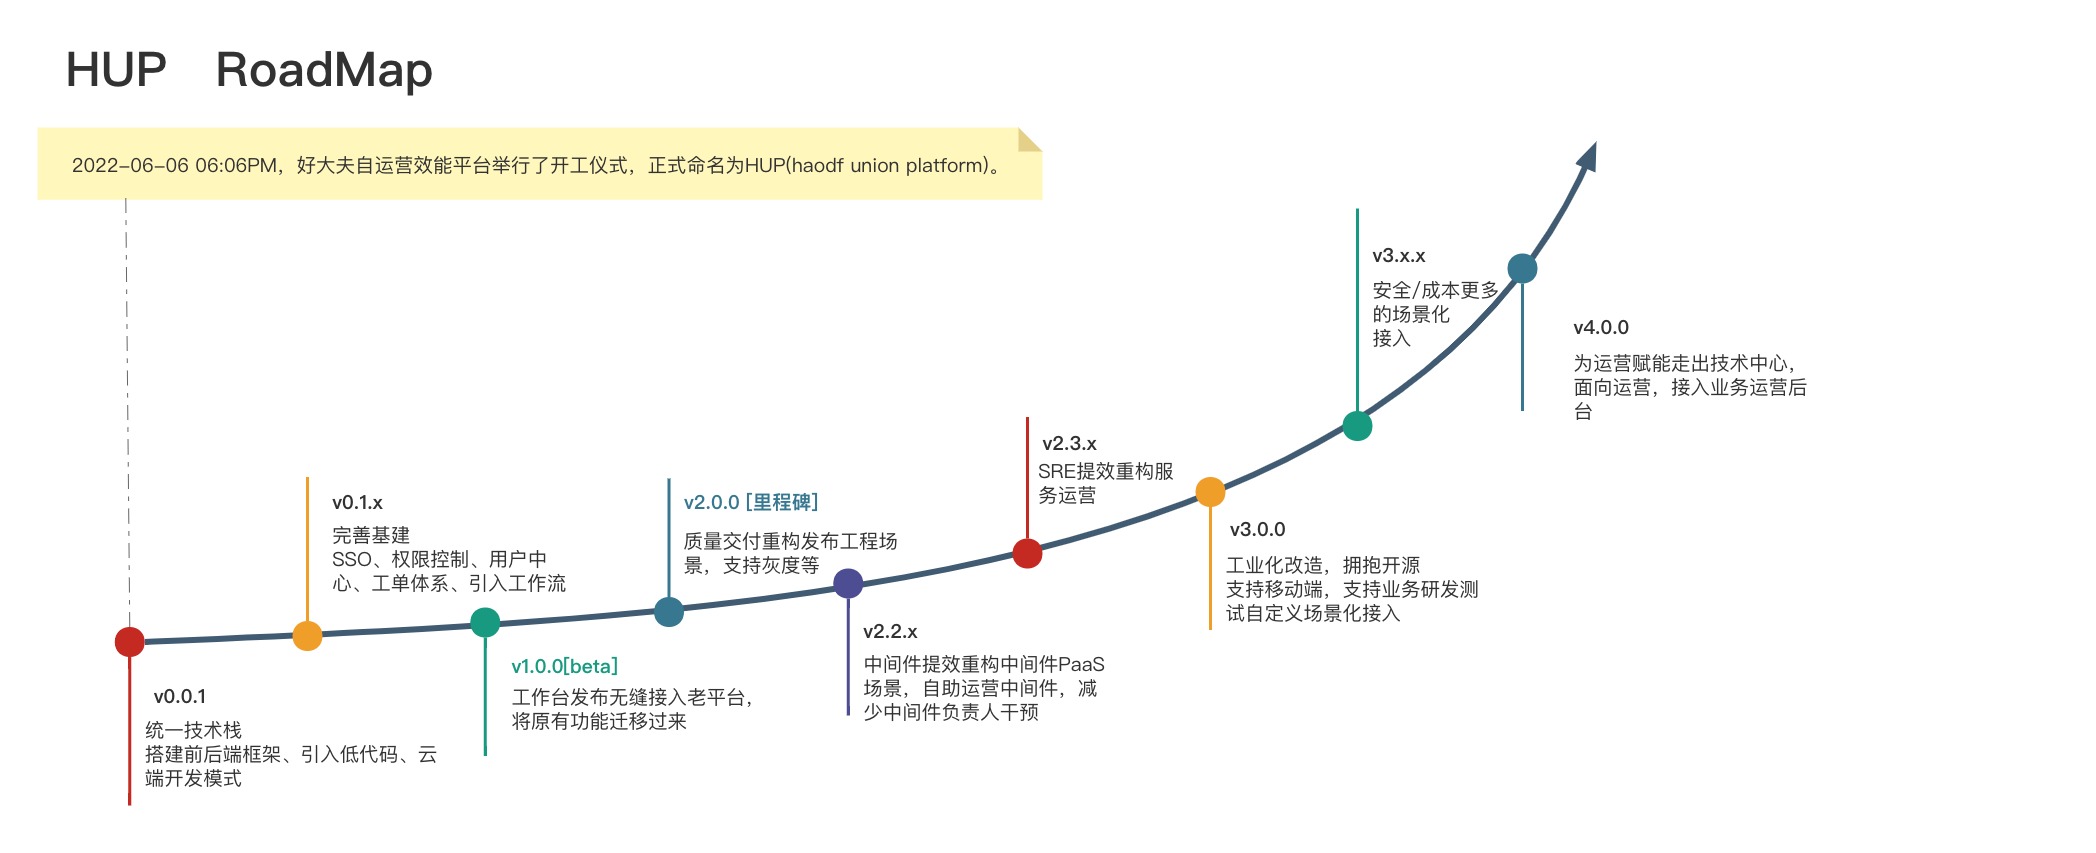 HUP RoadMap
2022-06-06 06:06PM，好大夫自运营效能平台举行了开工仪式，正式命名为HUP(haodf union platform)。
v0.0.1
统一技术栈
搭建前后端框架、引入低代码、云
端开发模式
v0.1.x
完善基建
SSO、权限控制、用户中
心、工单体系、引入工作流
v1.0.0[beta]
工作台发布无缝接入老平台，
将原有功能迁移过来
v2.0.0 [里程碑]
质量交付重构发布工程场
景，支持灰度等
v2.2.x
中间件提效重构中间件PaaS
场景，自助运营中间件，减
少中间件负责人干预
v2.3.x
SRE提效重构服
务运营
v3.0.0
工业化改造，拥抱开源
支持移动端，支持业务研发测
试自定义场景化接入
v3.x.x
安全/成本更多
的场景化
接入
v4.0.0
为运营赋能走出技术中心，
面向运营，接入业务运营后
台